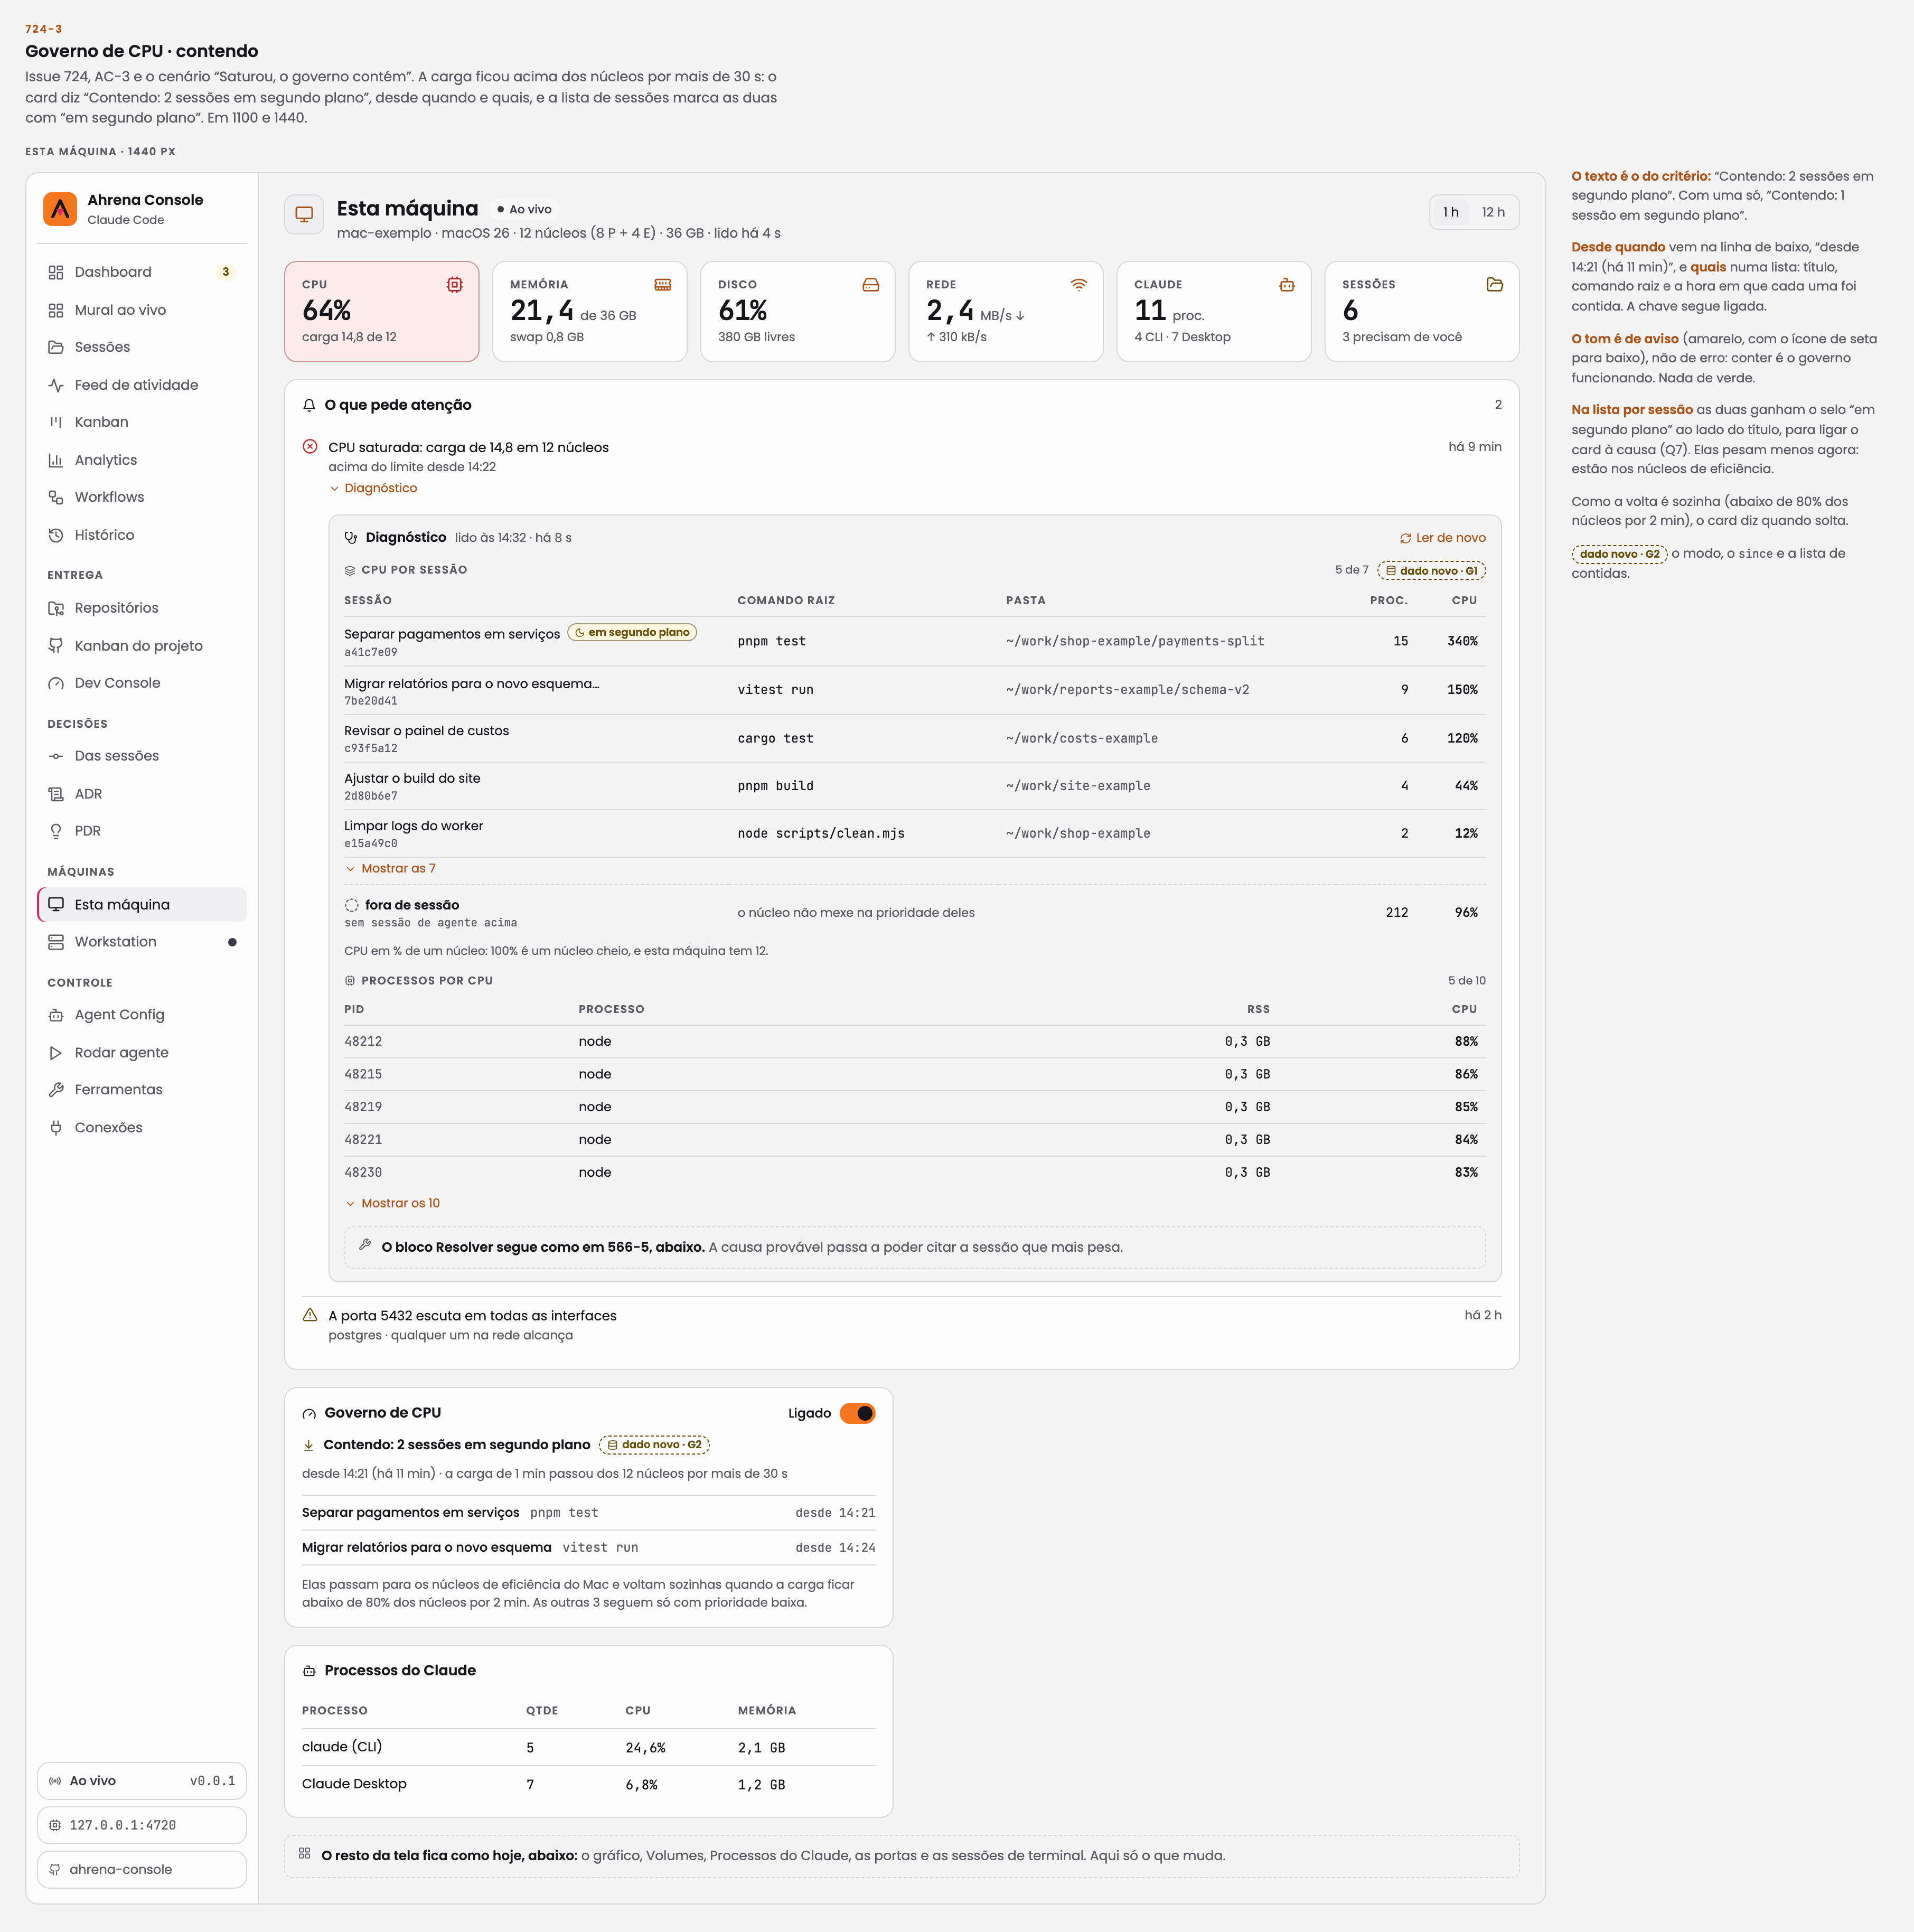 724-3
Governo de CPU · contendo
Issue 724, AC-3 e o cenário “Saturou, o governo contém”. A carga ficou acima dos núcleos por mais de 30 s: o
card diz “Contendo: 2 sessões em segundo plano”, desde quando e quais, e a lista de sessões marca as duas
com “em segundo plano”. Em 1100 e 1440.
ESTA MÁQUINA · 1440 PX
Ahrena Console
Claude Code
Dashboard 3
Mural ao vivo
Sessões
Feed de atividade
Kanban
Analytics
Workflows
Histórico
ENTREGA
Repositórios
Kanban do projeto
Dev Console
DECISÕES
Das sessões
ADR
PDR
MÁQUINAS
Esta máquina
Workstation
CONTROLE
Agent Config
Rodar agente
Ferramentas
Conexões
Ao vivo v0.0.1
127.0.0.1:4720
ahrena-console
Esta máquina Ao vivo
mac-exemplo · macOS 26 · 12 núcleos (8 P + 4 E) · 36 GB · lido há 4 s
1 h 12 h
CPU
64%
carga 14,8 de 12
MEMÓRIA
21,4 de 36 GB
swap 0,8 GB
DISCO
61%
380 GB livres
REDE
2,4 MB/s ↓
↑ 310 kB/s
CLAUDE
11 proc.
4 CLI · 7 Desktop
SESSÕES
6
3 precisam de você
O que pede atenção 2
CPU saturada: carga de 14,8 em 12 núcleos há 9 min
acima do limite desde 14:22
Diagnóstico
Diagnóstico lido às 14:32 · há 8 s Ler de novo
CPU POR SESSÃO 5 de 7 dado novo · G1
SESSÃO COMANDO RAIZ PASTA PROC. CPU
Separar pagamentos em serviços em segundo plano pnpm test ~/work/shop-example/payments-split 15 340%
a41c7e09
Migrar relatórios para o novo esquema… vitest run ~/work/reports-example/schema-v2 9 150%
7be20d41
Revisar o painel de custos cargo test ~/work/costs-example 6 120%
c93f5a12
Ajustar o build do site pnpm build ~/work/site-example 4 44%
2d80b6e7
Limpar logs do worker node scripts/clean.mjs ~/work/shop-example 2 12%
e15a49c0
Mostrar as 7
fora de sessão o núcleo não mexe na prioridade deles 212 96%
sem sessão de agente acima
CPU em % de um núcleo: 100% é um núcleo cheio, e esta máquina tem 12.
PROCESSOS POR CPU 5 de 10
PID PROCESSO RSS CPU
48212 node 0,3 GB 88%
48215 node 0,3 GB 86%
48219 node 0,3 GB 85%
48221 node 0,3 GB 84%
48230 node 0,3 GB 83%
Mostrar os 10
O bloco Resolver segue como em 566-5, abaixo. A causa provável passa a poder citar a sessão que mais pesa.
A porta 5432 escuta em todas as interfaces há 2 h
postgres · qualquer um na rede alcança
Governo de CPU Ligado
Contendo: 2 sessões em segundo plano dado novo · G2
desde 14:21 (há 11 min) · a carga de 1 min passou dos 12 núcleos por mais de 30 s
Separar pagamentos em serviços pnpm test desde 14:21
Migrar relatórios para o novo esquema vitest run desde 14:24
Elas passam para os núcleos de eficiência do Mac e voltam sozinhas quando a carga ficar
abaixo de 80% dos núcleos por 2 min. As outras 3 seguem só com prioridade baixa.
Processos do Claude
PROCESSO QTDE CPU MEMÓRIA
claude (CLI) 5 24,6% 2,1 GB
Claude Desktop 7 6,8% 1,2 GB
O resto da tela fica como hoje, abaixo: o gráfico, Volumes, Processos do Claude, as portas e as sessões de terminal. Aqui só o que muda.
O texto é o do critério: “Contendo: 2 sessões em
segundo plano”. Com uma só, “Contendo: 1
sessão em segundo plano”.
Desde quando vem na linha de baixo, “desde
14:21 (há 11 min)”, e quais numa lista: título,
comando raiz e a hora em que cada uma foi
contida. A chave segue ligada.
O tom é de aviso (amarelo, com o ícone de seta
para baixo), não de erro: conter é o governo
funcionando. Nada de verde.
Na lista por sessão as duas ganham o selo “em
segundo plano” ao lado do título, para ligar o
card à causa (Q7). Elas pesam menos agora:
estão nos núcleos de eficiência.
Como a volta é sozinha (abaixo de 80% dos
núcleos por 2 min), o card diz quando solta.
dado novo · G2 o modo, o since e a lista de
contidas.